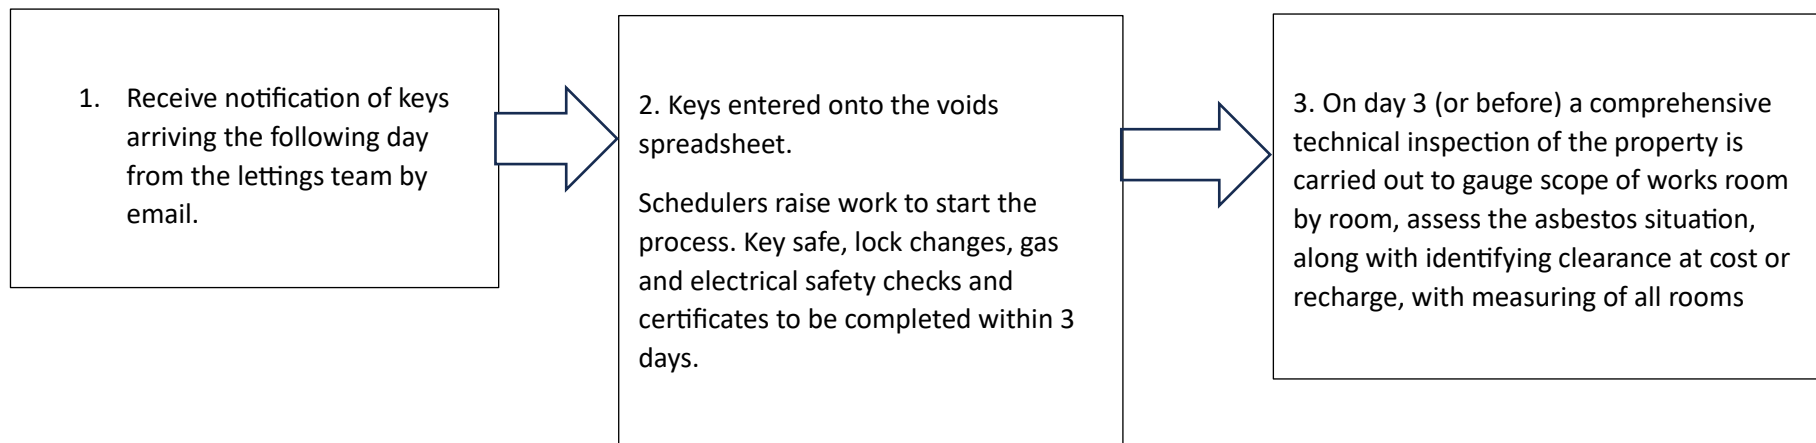 1. Receive notification of keys
arriving the following day
from the lettings team by
email.
2. Keys entered onto the voids
spreadsheet.
Schedulers raise work to start the
process. Key safe, lock changes, gas
and electrical safety checks and
certificates to be completed within 3
days.
3. On day 3 (or before) a comprehensive
technical inspection of the property is
carried out to gauge scope of works room
by room, assess the asbestos situation,
along with identifying clearance at cost or
recharge, with measuring of all rooms